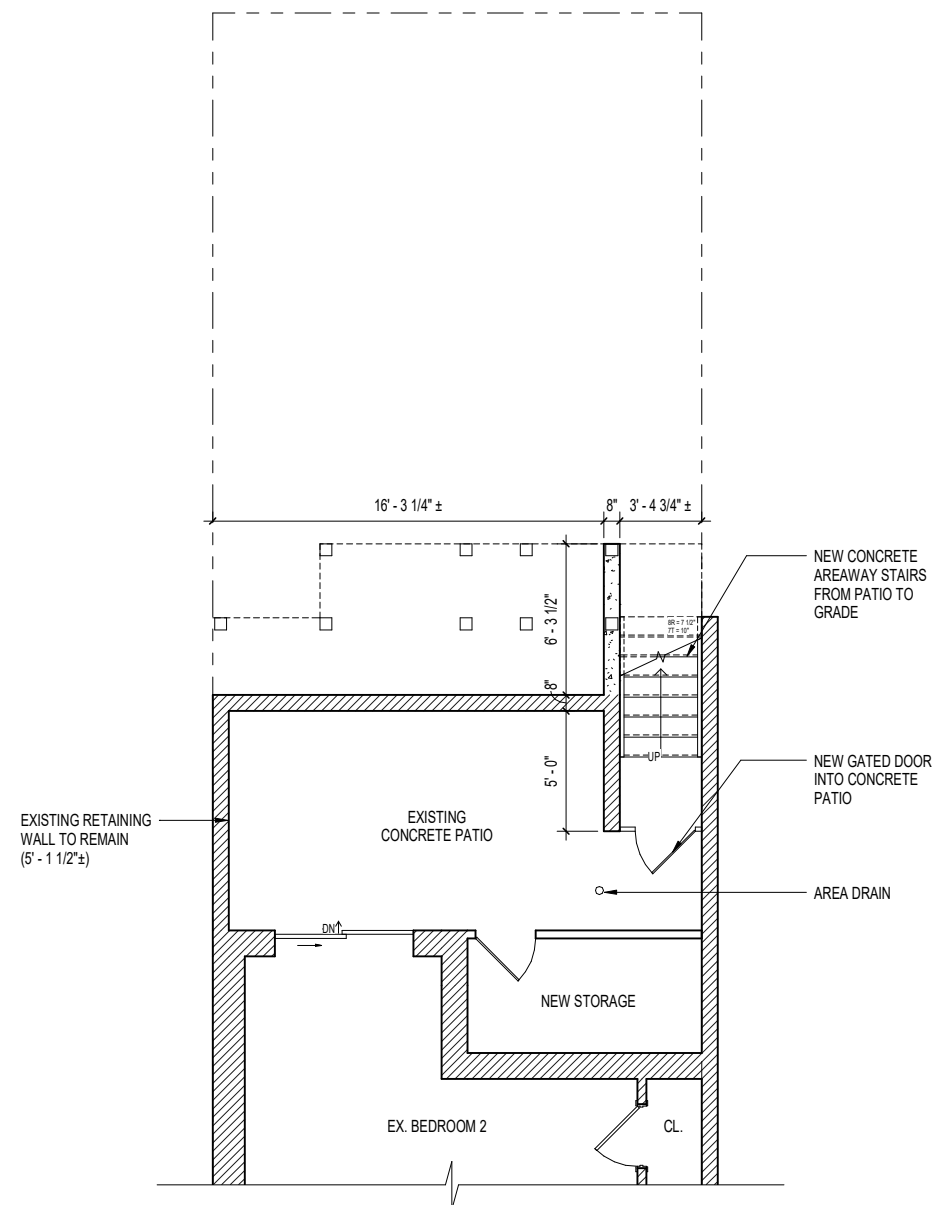 16' - 3 1/4" ±
8"
3' - 4 3/4" ±
NEW CONCRETE
AREAWAY STAIRS
FROM PATIO TO
GRADE
6' - 3 1/2"
8R = 7 1/2"
7T = 10"
8"
UP
5' - 0"
NEW GATED DOOR
INTO CONCRETE
PATIO
EXISTING RETAINING
WALL TO REMAIN
(5' - 1 1/2"±)
EXISTING
CONCRETE PATIO
AREA DRAIN
DN
NEW STORAGE
EX. BEDROOM 2
CL.